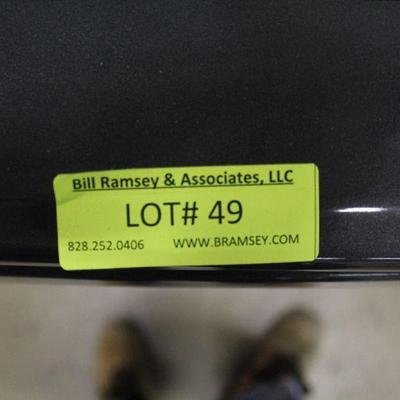 Bill Ramsey & Associates, LLC
LOT# 49
828.252.0406 WWW.BRAMSEY.COM